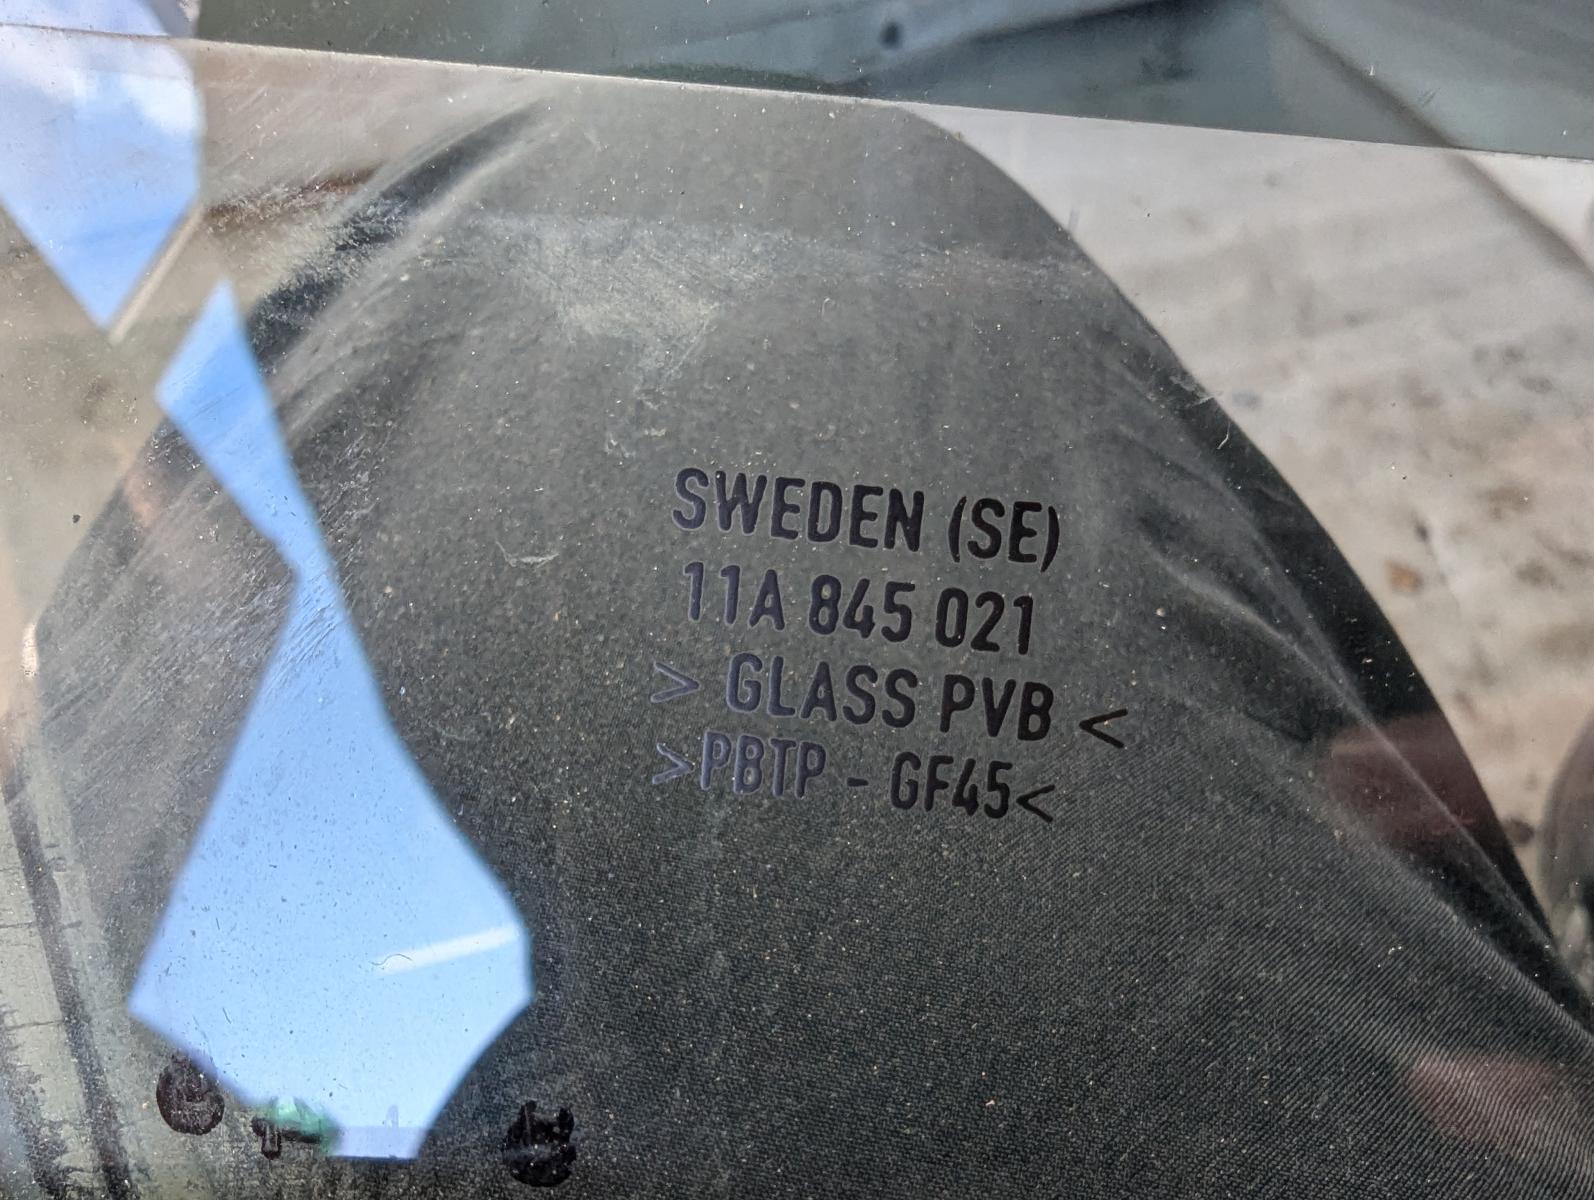 SWEDEN (SE)
11A 845 021
> GLASS PVB <
>PBTP - GF45<